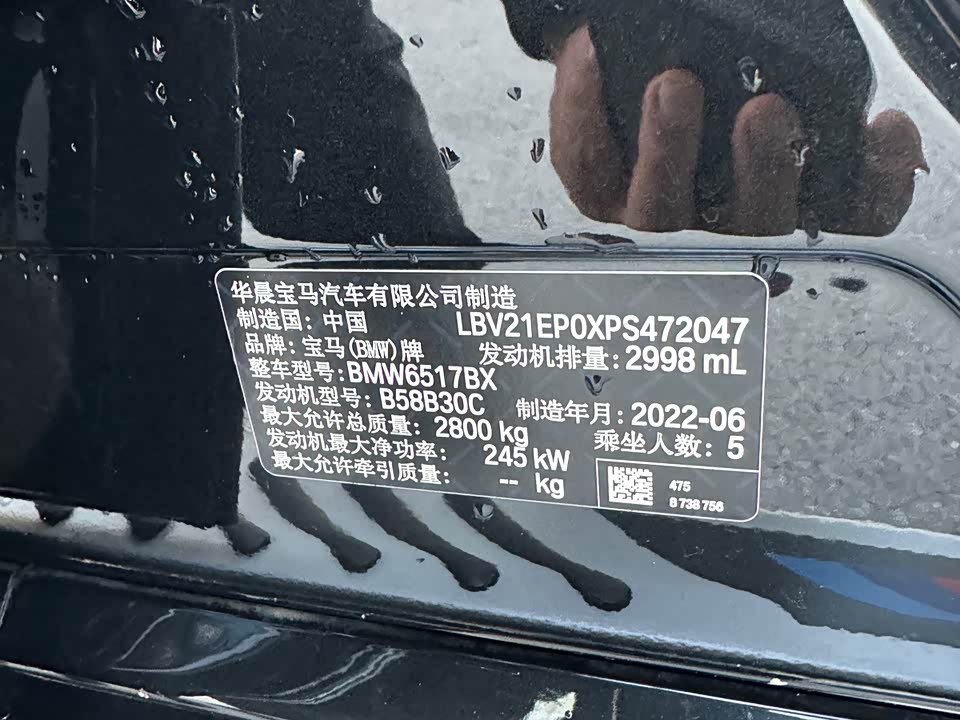 华晨宝马汽车有限公司制造
制造国: 中国 LBV21EP0XPS472047
品牌: 宝马(BMW)牌 发动机排量: 2998 mL
整车型号: BMW6517BX
发动机型号: B58B30C 制造年月: 2022-06
最大允许总质量: 2800 kg 乘坐人数: 5
发动机最大净功率: 245 kW
最大允许牵引质量: -- kg
475
8 738 756